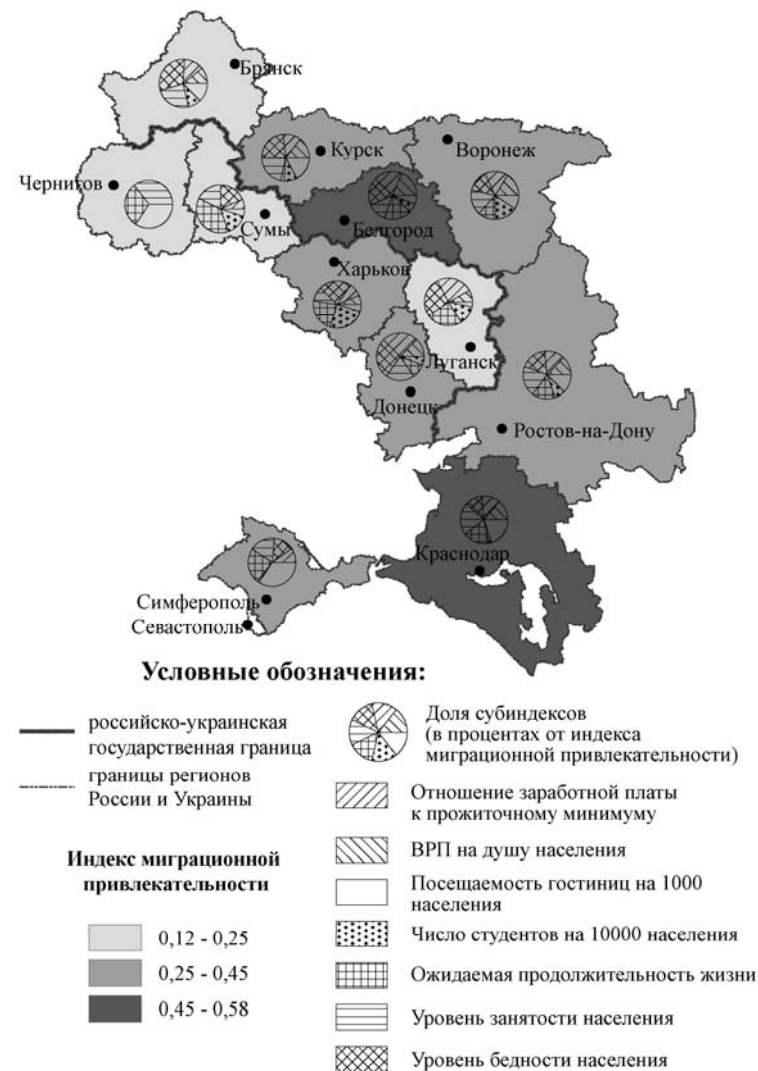 Брянск
Курск
Воронеж
Чернигов
Сумы
Белгород
Харьков
Луганск
Донецк
Ростов-на-Дону
Краснодар
Симферополь
Севастополь
Условные обозначения:
российско-украинская
государственная граница
границы регионов
России и Украины
Индекс миграционной
привлекательности
0,12 - 0,25
0,25 - 0,45
0,45 - 0,58
Доля субиндексов
(в процентах от индекса
миграционной привлекательности)
Отношение заработной платы
к прожиточному минимуму
ВРП на душу населения
Посещаемость гостиниц на 1000
населения
Число студентов на 10000 населения
Ожидаемая продолжительность жизни
Уровень занятости населения
Уровень бедности населения